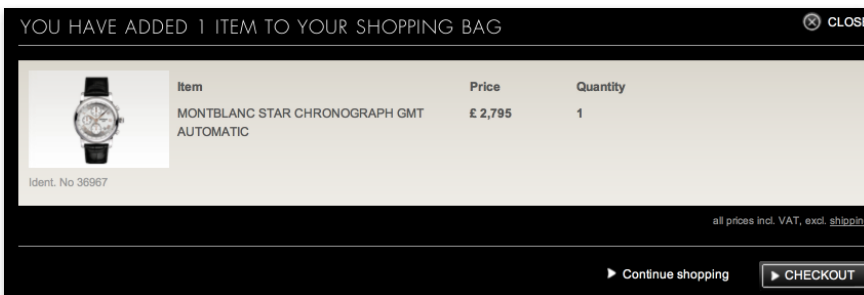 YOU HAVE ADDED 1 ITEM TO YOUR SHOPPING BAG
CLOSE
Item Price Quantity
MONTBLANC STAR CHRONOGRAPH GMT £ 2,795 1
AUTOMATIC
Ident. No 36967
all prices incl. VAT, excl. shippin
Continue shopping
CHECKOUT